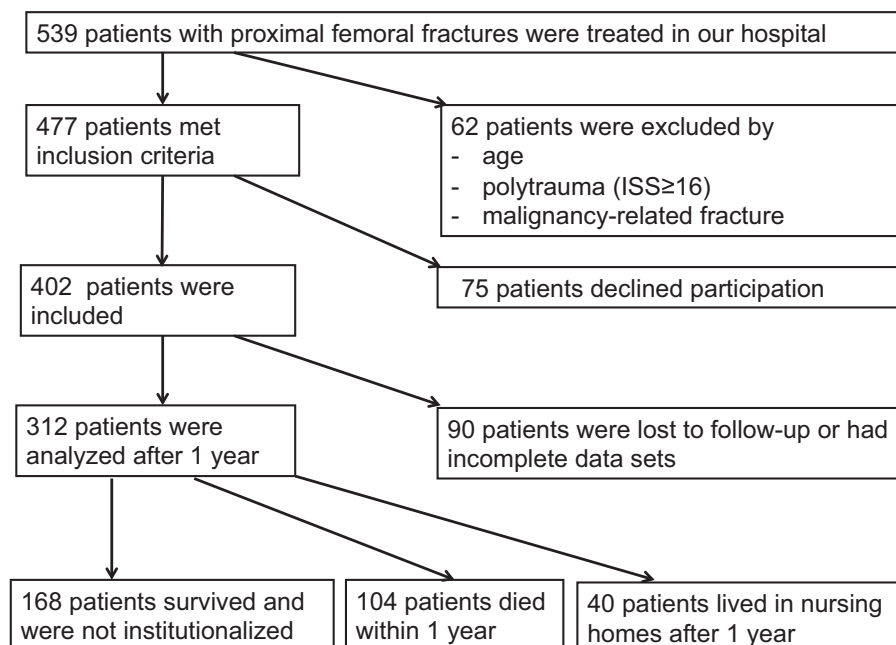 539 patients with proximal femoral fractures were treated in our hospital
477 patients met
inclusion criteria
62 patients were excluded by
- age
- polytrauma (ISS≥16)
- malignancy-related fracture
402 patients were
included
75 patients declined participation
312 patients were
analyzed after 1 year
90 patients were lost to follow-up or had
incomplete data sets
168 patients survived and
were not institutionalized
104 patients died
within 1 year
40 patients lived in nursing
homes after 1 year